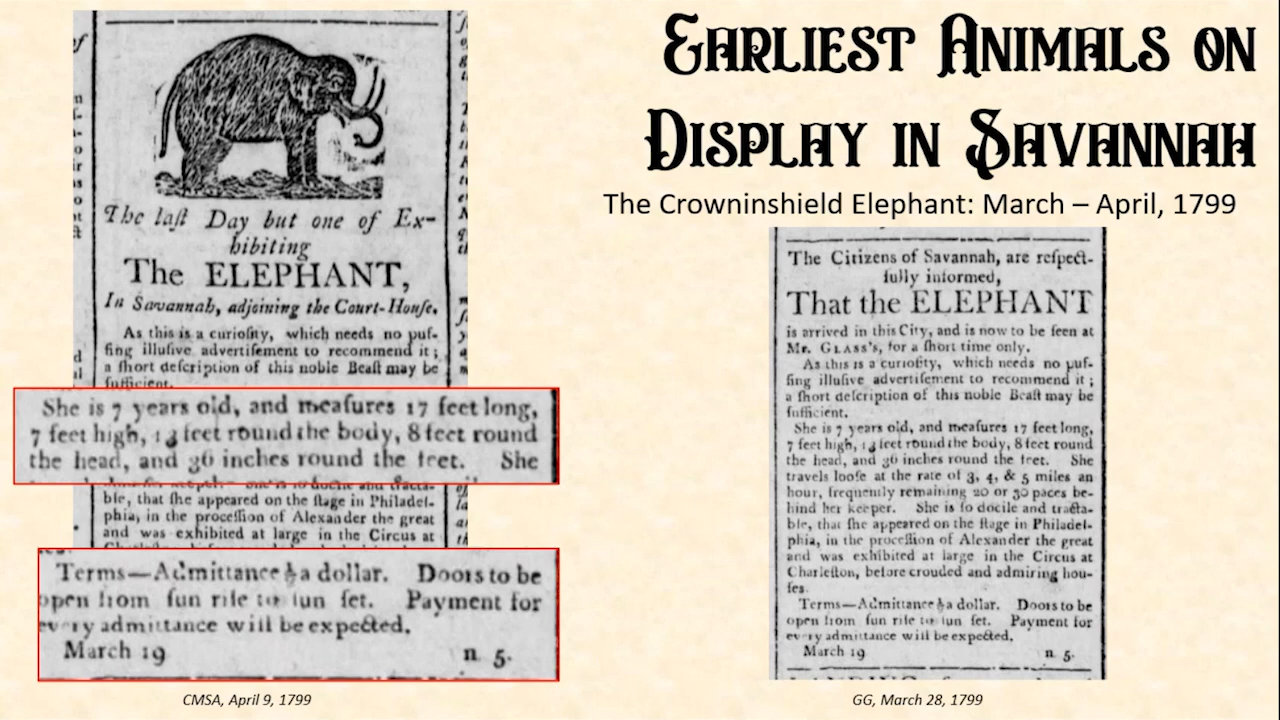 EARLIEST ANIMALS ON
DISPLAY IN SAVANNAH
The Crowninshield Elephant: March – April, 1799
The laſt Day but one of Ex-
hibiting
The ELEPHANT,
In Savannah, adjoining the Court-Houſe.
As this is a curioſity, which needs no puf-
fing illuſive advertiſement to recommend it ;
a ſhort deſcription of this noble Beaſt may be
ſufficient.
She is 7 years old, and meaſures 17 feet long,
7 feet high, feet round the body, 8 feet round
the head, and 36 inches round the feet. She
ble, that ſhe appeared on the ſtage in Philadel-
phia, in the proceſſion of Alexander the great
and was exhibited at large in the Circus at
Terms—Admittance ½ a dollar. Doors to be
open from ſun riſe to ſun ſet. Payment for
every admittance will be expected.
March 19 n 5.
CMSA, April 9, 1799
The Citizens of Savannah, are reſpect-
fully informed,
That the ELEPHANT
is arrived in this City, and is now to be ſeen at
Mr. GLASS's, for a ſhort time only.
As this is a curioſity, which needs no puf-
fing illuſive advertiſement to recommend it ;
a ſhort deſcription of this noble Beaſt may be
ſufficient.
She is 7 years old, and meaſures 17 feet long,
7 feet high, feet round the body, 8 feet round
the head, and 36 inches round the feet. She
travels looſe at the rate of 3, 4, & 5 miles an
hour, frequently remaining 20 or 30 paces be-
hind her keeper. She is ſo docile and tracta-
ble, that ſhe appeared on the ſtage in Philadel-
phia, in the proceſſion of Alexander the great
and was exhibited at large in the Circus at
Charleſton, before crouded and admiring hou-
ſes.
Terms—Admittance ½ a dollar. Doors to be
open from ſun riſe to ſun ſet. Payment for
every admittance will be expected.
March 19 n 5.
GG, March 28, 1799